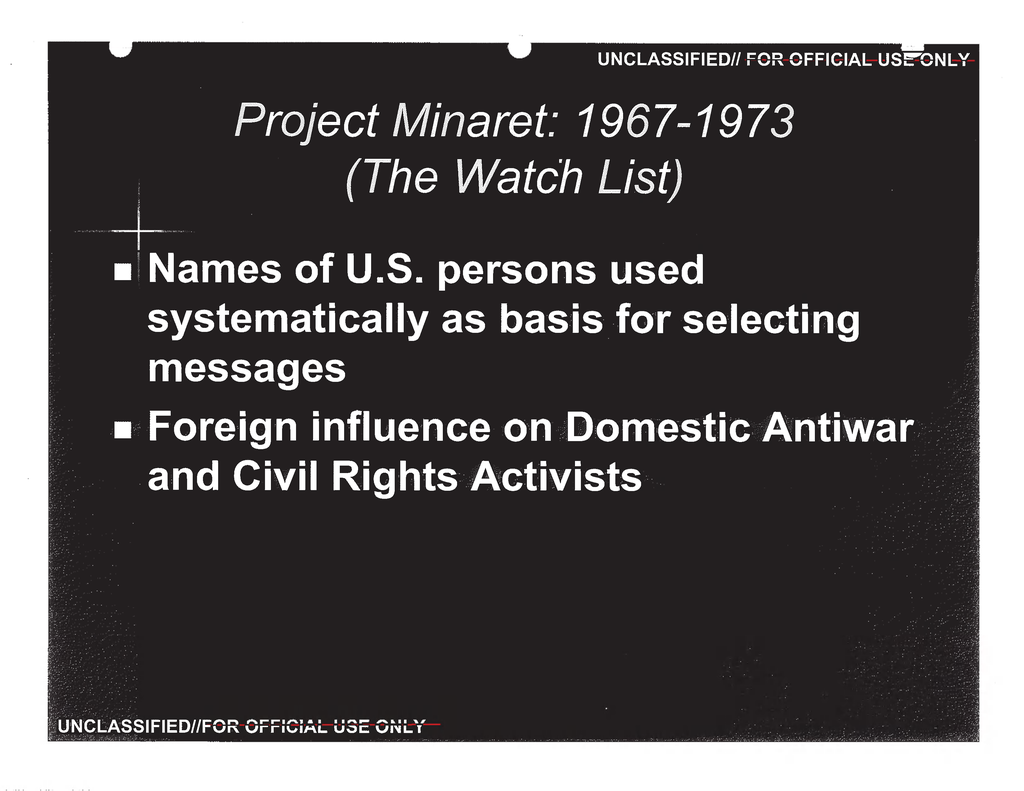 UNCLASSIFIED// FOR OFFICIAL USE ONLY
Project Minaret: 1967-1973
(The Watch List)
■ Names of U.S. persons used
systematically as basis for selecting
messages
■ Foreign influence on Domestic Antiwar
and Civil Rights Activists
UNCLASSIFIED//FOR OFFICIAL USE ONLY